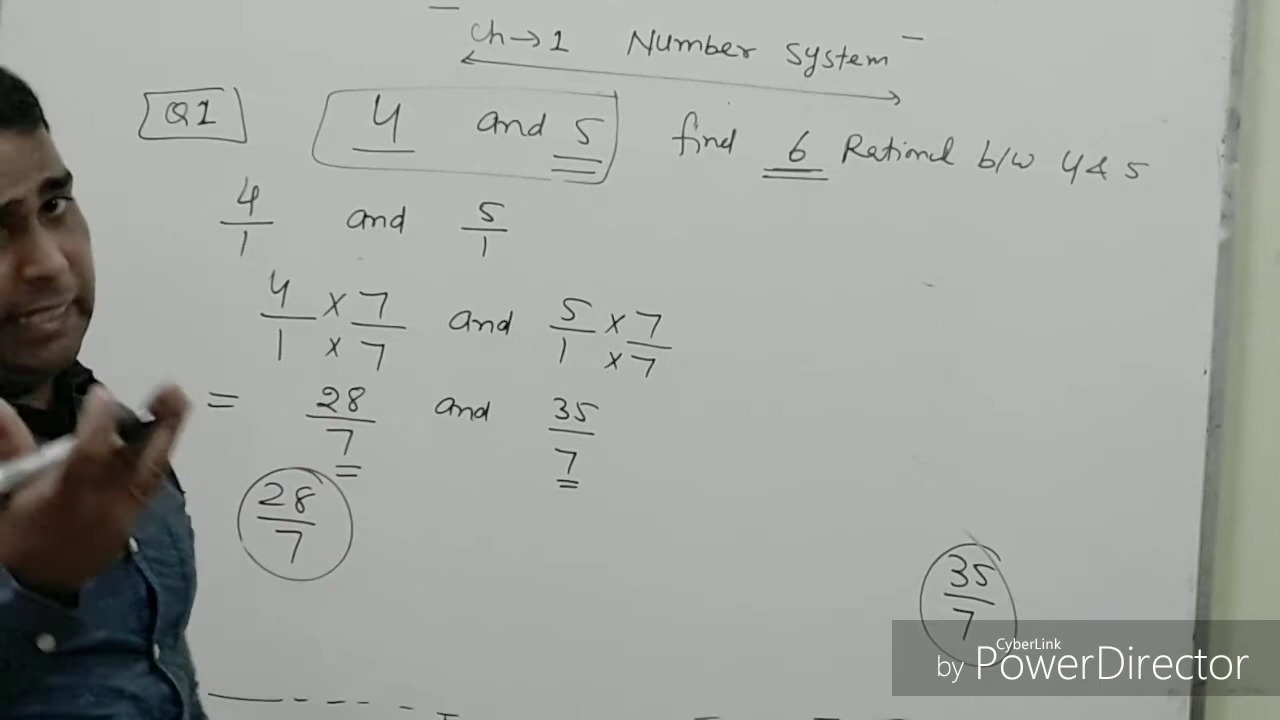 Ch→1 Number System
Q1 4 and 5 find 6 Rational b/w 4 & 5
4/1 and 5/1
4/1 × 7/× 7 and 5/1 × 7/× 7
= 28/7 and 35/7
28/7 35/7
CyberLink
by PowerDirector